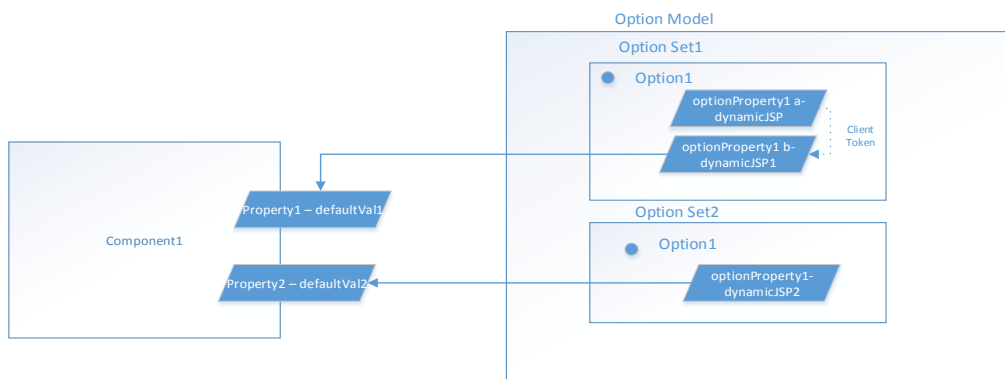 Option Model
Option Set1
Option1
optionProperty1 a-
dynamicJSP
Client
Token
optionProperty1 b-
dynamicJSP1
Property1 – defaultVal1
Option Set2
Component1
Option1
Property2 – defaultVal2
optionProperty1-
dynamicJSP2